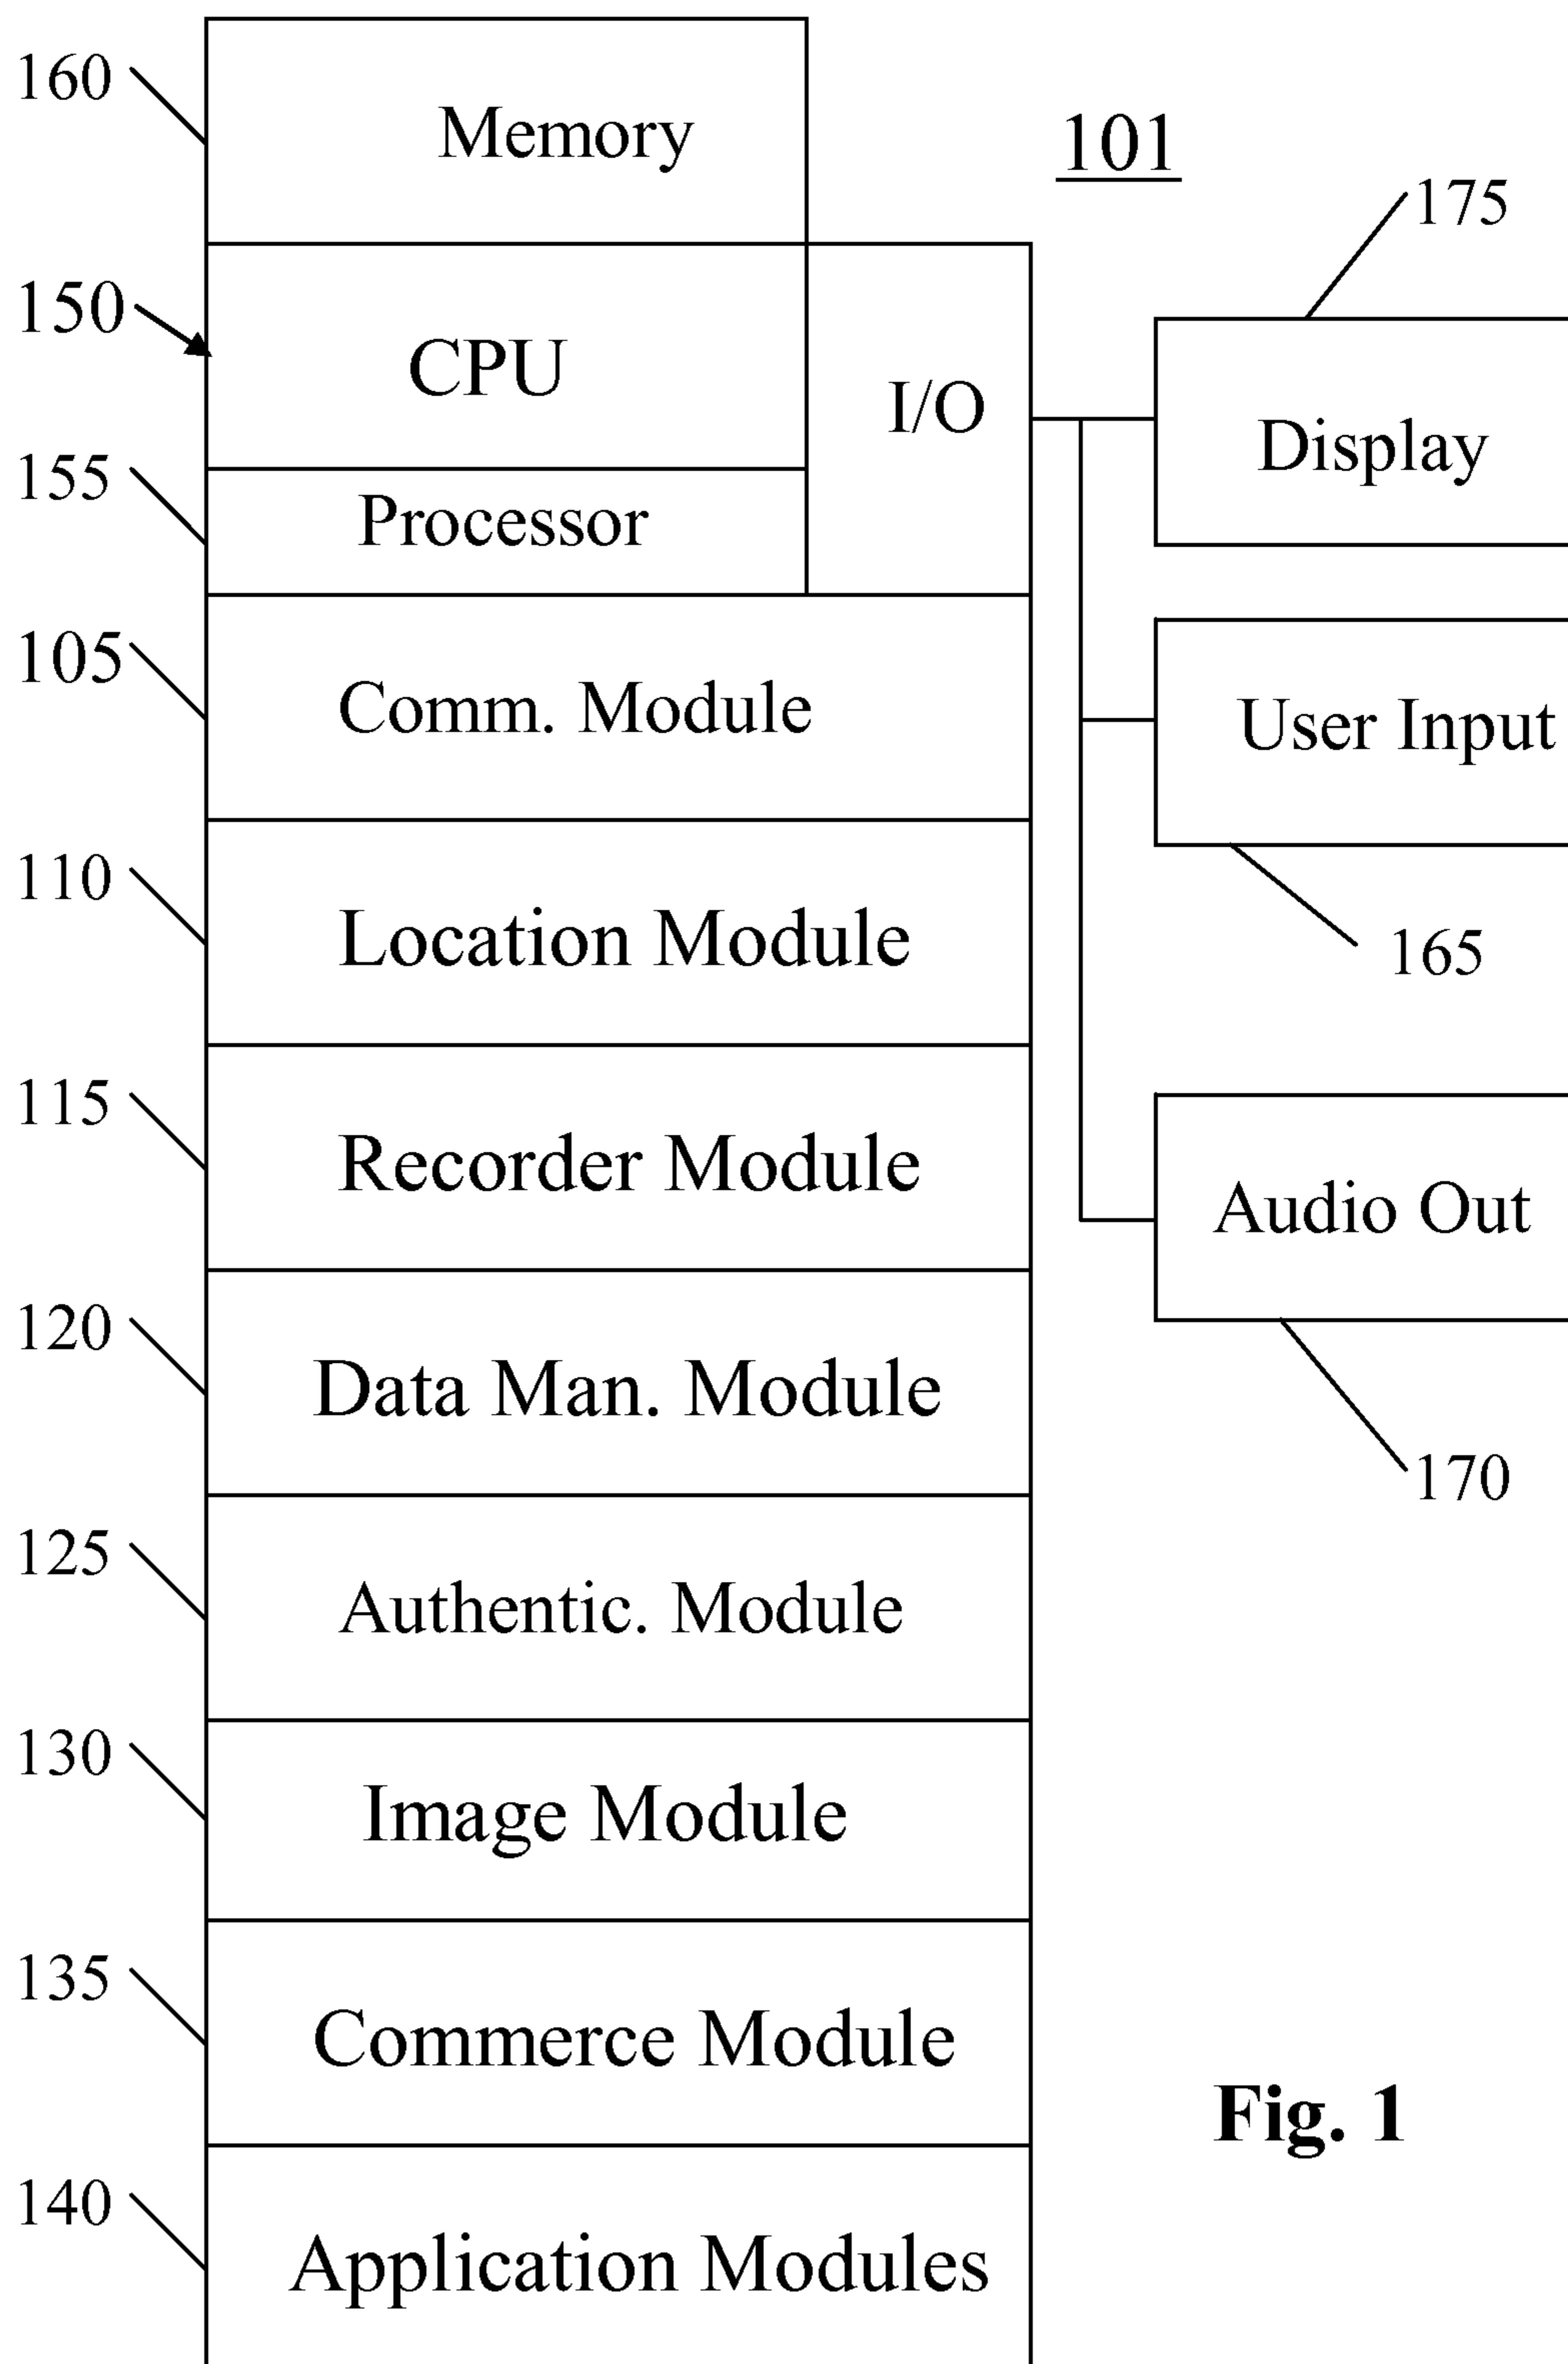 160
Memory
101
175
150
CPU
I/O
Display
155
Processor
105
Comm. Module
User Input
110
Location Module
165
115
Recorder Module
Audio Out
120
Data Man. Module
170
125
Authentic. Module
130
Image Module
135
Commerce Module
Fig. 1
140
Application Modules